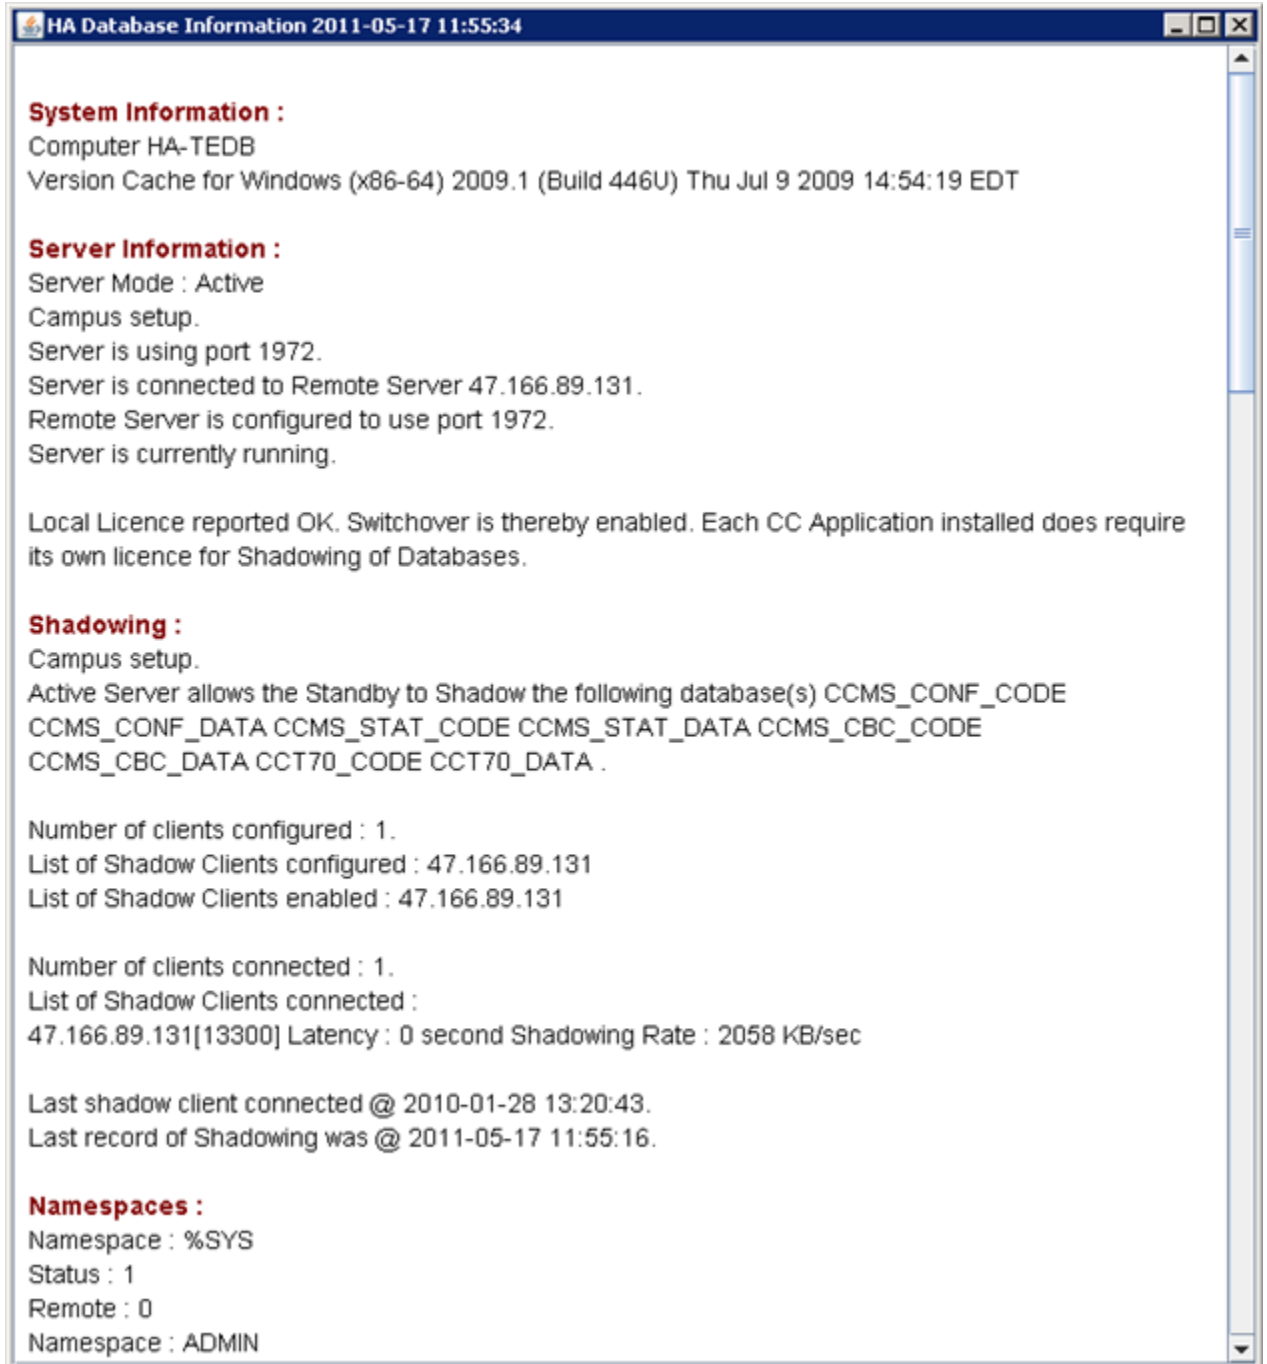 HA Database Information 2011-05-17 11:55:34
System Information :
Computer HA-TEDB
Version Cache for Windows (x86-64) 2009.1 (Build 446U) Thu Jul 9 2009 14:54:19 EDT
Server Information :
Server Mode : Active
Campus setup.
Server is using port 1972.
Server is connected to Remote Server 47.166.89.131.
Remote Server is configured to use port 1972.
Server is currently running.
Local Licence reported OK. Switchover is thereby enabled. Each CC Application installed does require
its own licence for Shadowing of Databases.
Shadowing :
Campus setup.
Active Server allows the Standby to Shadow the following database(s) CCMS_CONF_CODE
CCMS_CONF_DATA CCMS_STAT_CODE CCMS_STAT_DATA CCMS_CBC_CODE
CCMS_CBC_DATA CCT70_CODE CCT70_DATA .
Number of clients configured : 1.
List of Shadow Clients configured : 47.166.89.131
List of Shadow Clients enabled : 47.166.89.131
Number of clients connected : 1.
List of Shadow Clients connected :
47.166.89.131[13300] Latency : 0 second Shadowing Rate : 2058 KB/sec
Last shadow client connected @ 2010-01-28 13:20:43.
Last record of Shadowing was @ 2011-05-17 11:55:16.
Namespaces :
Namespace : %SYS
Status : 1
Remote : 0
Namespace : ADMIN